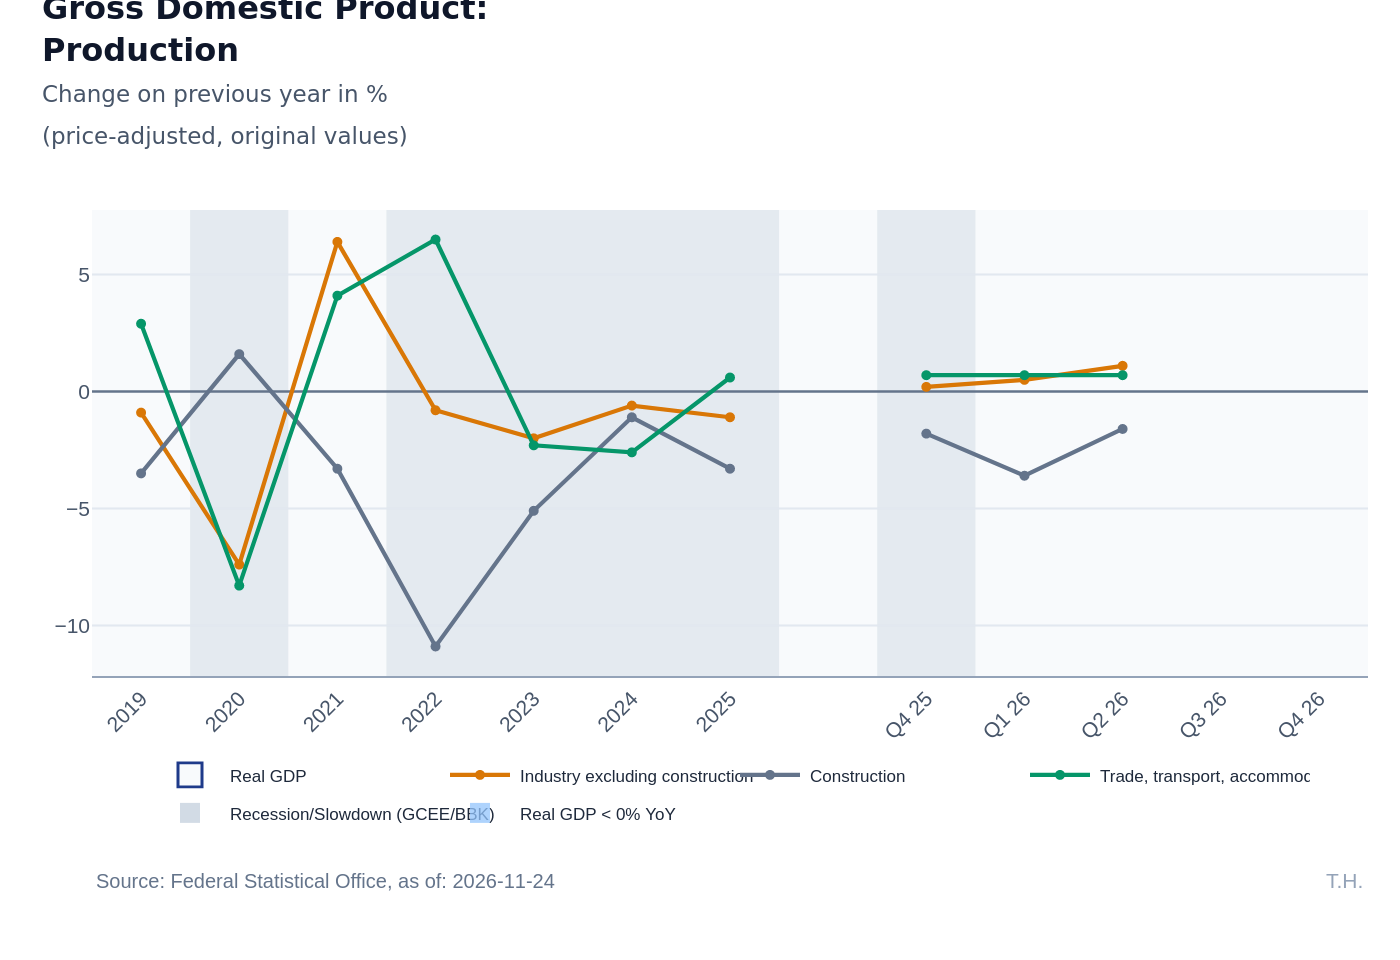 Gross Domestic Product:
Production
Change on previous year in %
(price-adjusted, original values)
5
0
−5
−10
2019 2020 2021 2022 2023 2024 2025 Q4 25 Q1 26 Q2 26 Q3 26 Q4 26
Real GDP Industry excluding construction Construction Trade, transport, accommod
Recession/Slowdown (GCEE/BBK) Real GDP < 0% YoY
Source: Federal Statistical Office, as of: 2026-11-24 T.H.